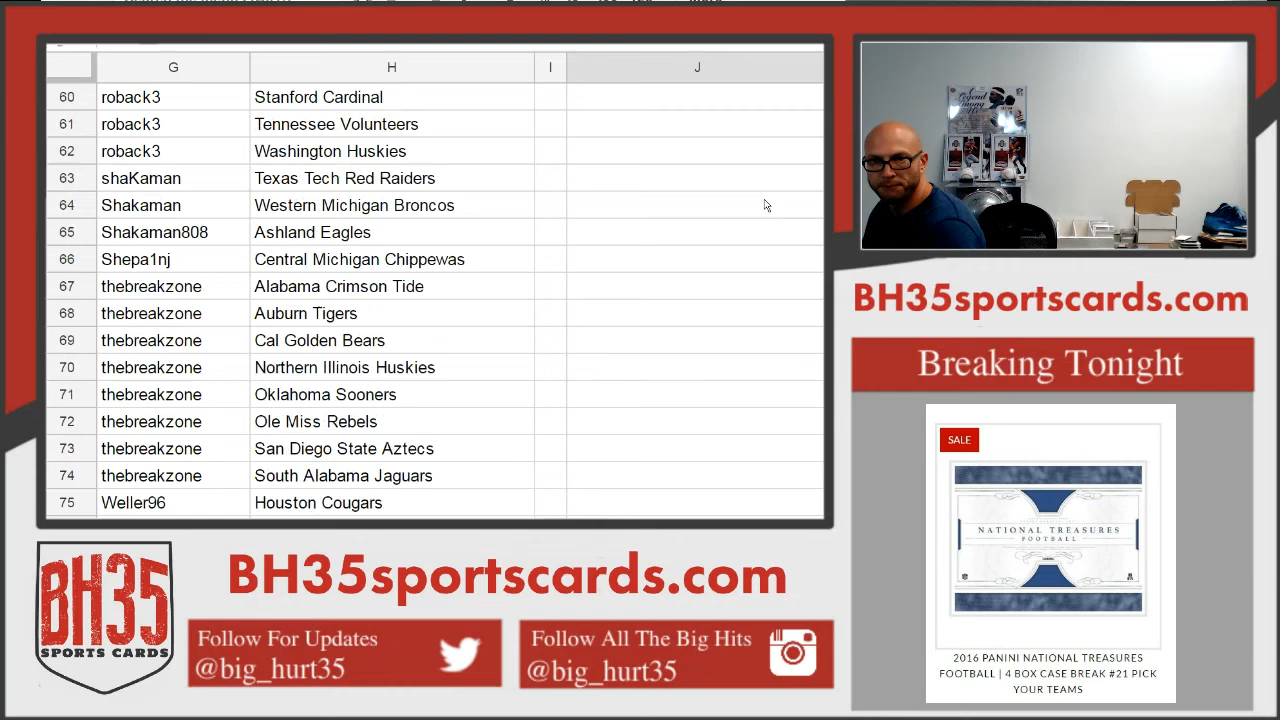 G H I J
60 roback3 Stanford Cardinal
61 roback3 Tennessee Volunteers
62 roback3 Washington Huskies
63 shaKaman Texas Tech Red Raiders
64 Shakaman Western Michigan Broncos
65 Shakaman808 Ashland Eagles
66 Shepa1nj Central Michigan Chippewas
67 thebreakzone Alabama Crimson Tide
68 thebreakzone Auburn Tigers
69 thebreakzone Cal Golden Bears
70 thebreakzone Northern Illinois Huskies
71 thebreakzone Oklahoma Sooners
72 thebreakzone Ole Miss Rebels
73 thebreakzone San Diego State Aztecs
74 thebreakzone South Alabama Jaguars
75 Weller96 Houston Cougars
Legend
Among
BH35sportscards.com
Breaking Tonight
SALE
NATIONAL TREASURES
FOOTBALL
2016 PANINI NATIONAL TREASURES
FOOTBALL | 4 BOX CASE BREAK #21 PICK
YOUR TEAMS
BH35
SPORTS CARDS
BH35sportscards.com
Follow For Updates
@big_hurt35
Follow All The Big Hits
@big_hurt35